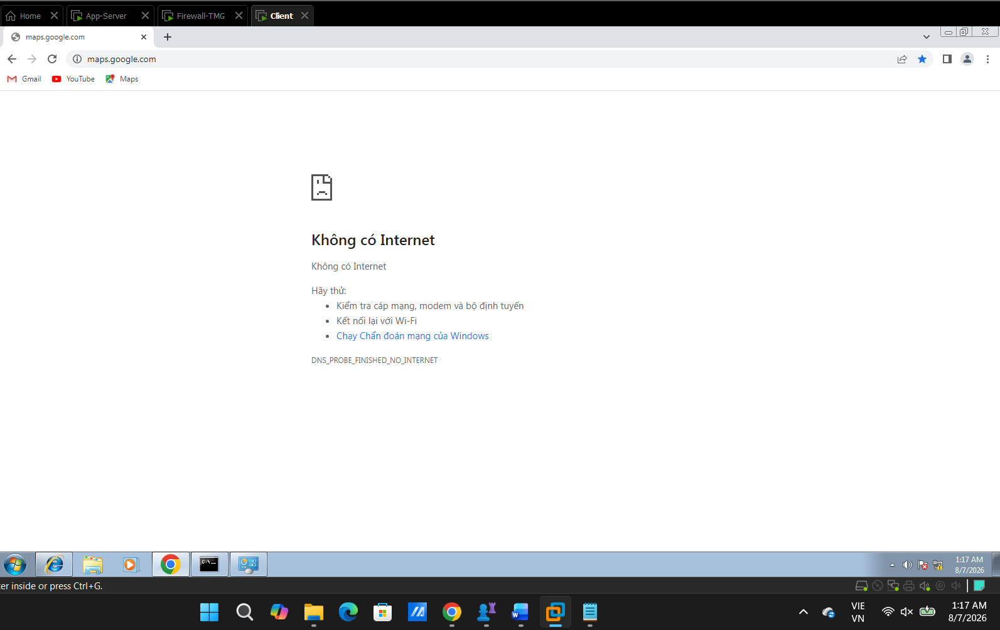 Home
App-Server
Firewall-TMG
Client
maps.google.com
maps.google.com
Gmail
YouTube
Maps
Không có Internet
Không có Internet
Hãy thử:
Kiểm tra cáp mạng, modem và bộ định tuyến
Kết nối lại với Wi-Fi
Chạy Chẩn đoán mạng của Windows
DNS_PROBE_FINISHED_NO_INTERNET
C:\
1:17 AM
8/7/2026
er inside or press Ctrl+G.
VIE
VN
1:17 AM
8/7/2026